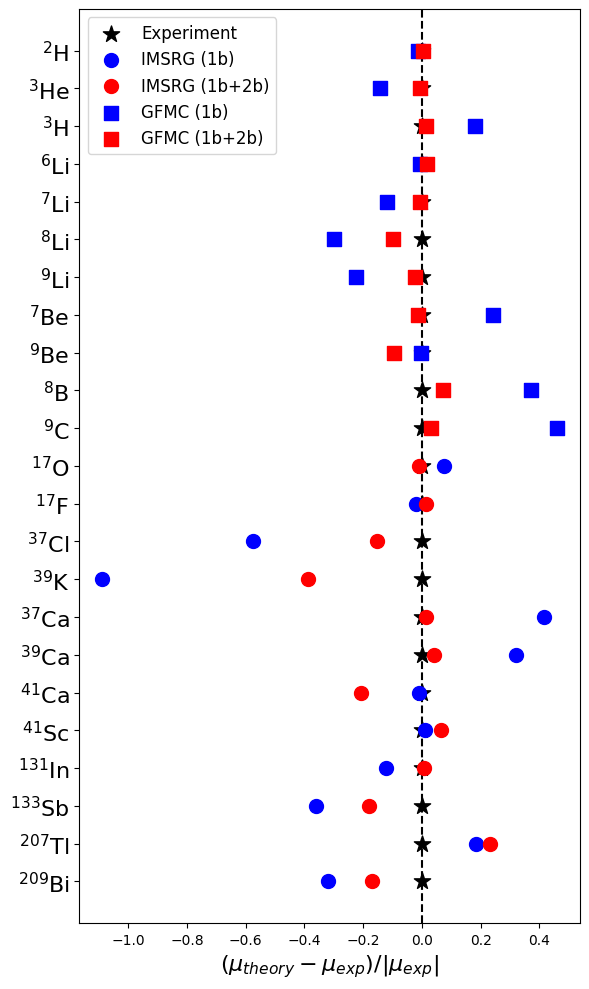 Experiment
IMSRG (1b)
IMSRG (1b+2b)
GFMC (1b)
GFMC (1b+2b)
²H
³He
³H
⁶Li
⁷Li
⁸Li
⁹Li
⁷Be
⁹Be
⁸B
⁹C
¹⁷O
¹⁷F
³⁷Cl
³⁹K
³⁷Ca
³⁹Ca
⁴¹Ca
⁴¹Sc
¹³¹In
¹³³Sb
²⁰⁷Tl
²⁰⁹Bi
−1.0 −0.8 −0.6 −0.4 −0.2 0.0 0.2 0.4
(μ_theory − μ_exp)/|μ_exp|